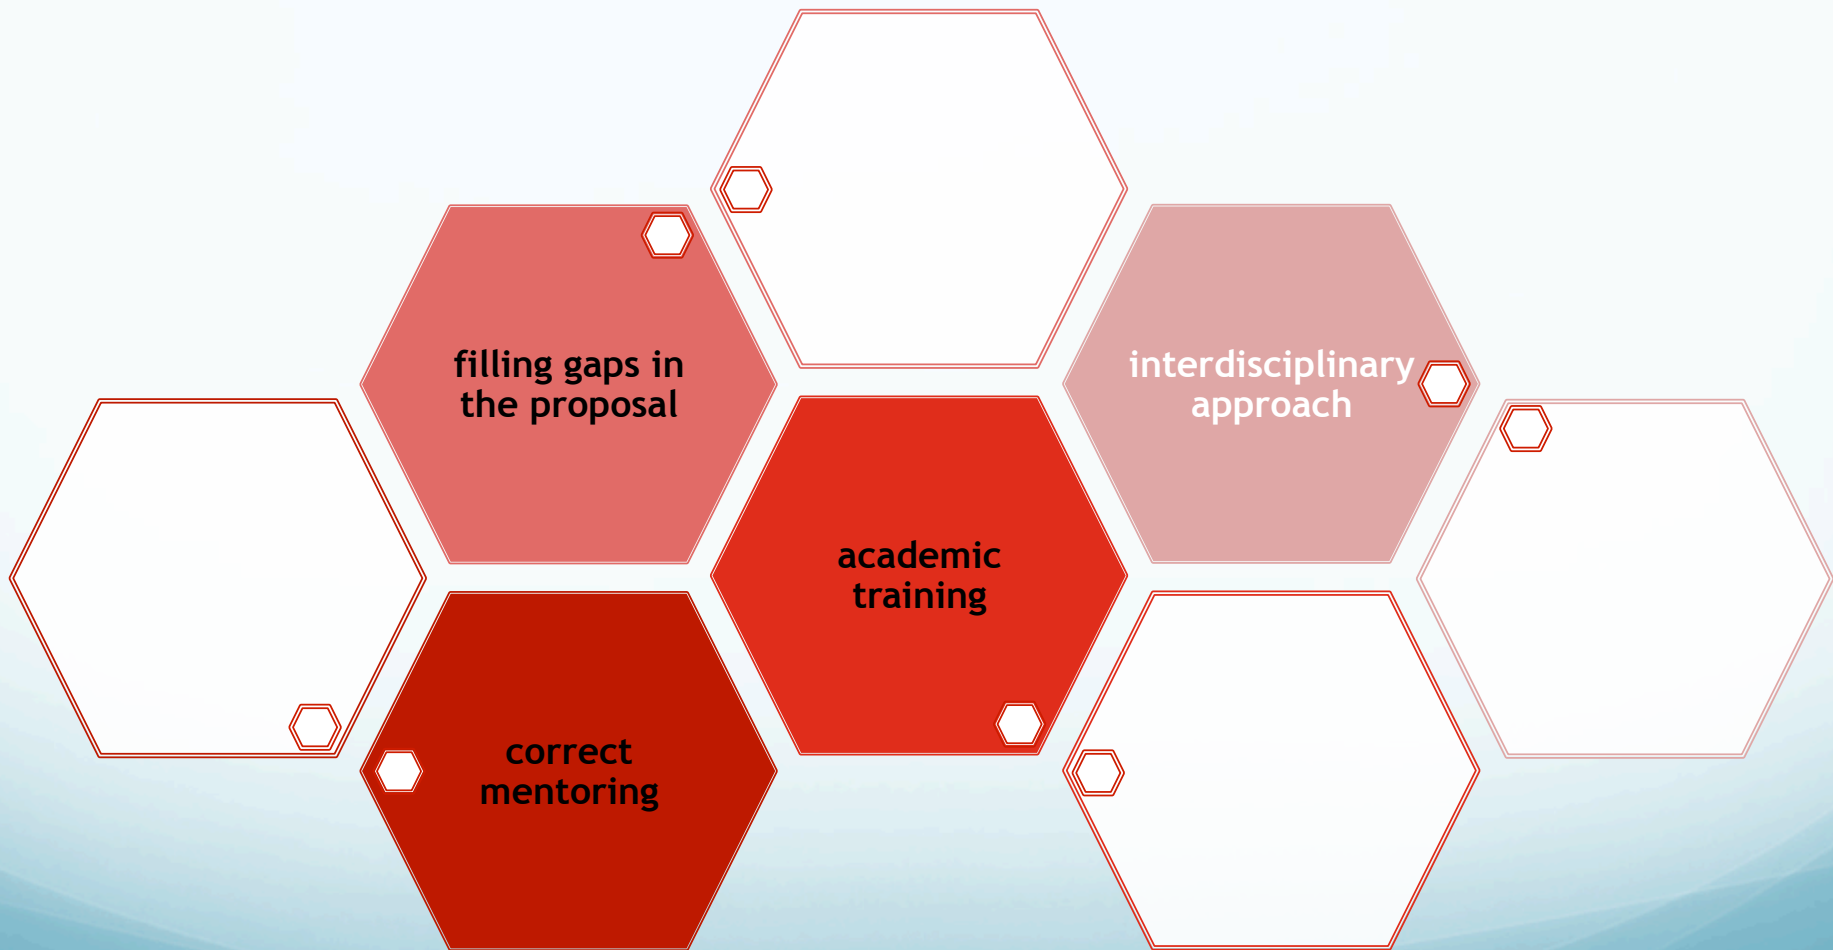 filling gaps in
the proposal
interdisciplinary
approach
academic
training
correct
mentoring